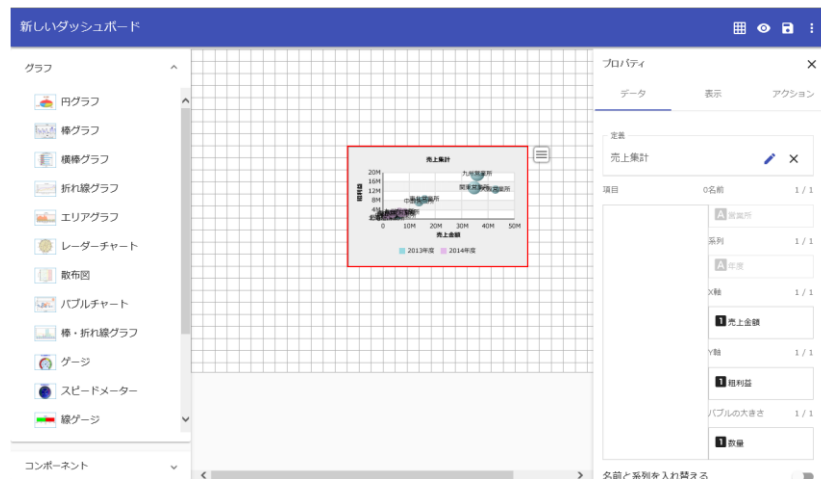 新しいダッシュボード
グラフ
円グラフ
棒グラフ
横棒グラフ
折れ線グラフ
エリアグラフ
レーダーチャート
散布図
バブルチャート
棒・折れ線グラフ
ゲージ
スピードメーター
線ゲージ
コンポーネント
売上集計
粗利益
20M
16M
12M
8M
4M
九州営業所
0
10M
20M
30M
40M
50M
売上金額
2013年度
2014年度
プロパティ
データ
表示
アクション
定義
売上集計
項目
0名前
1 / 1
A 営業所
系列
1 / 1
A 年度
X軸
1 / 1
1 売上金額
Y軸
1 / 1
1 粗利益
バブルの大きさ
1 / 1
1 数量
名前と系列を入れ替える